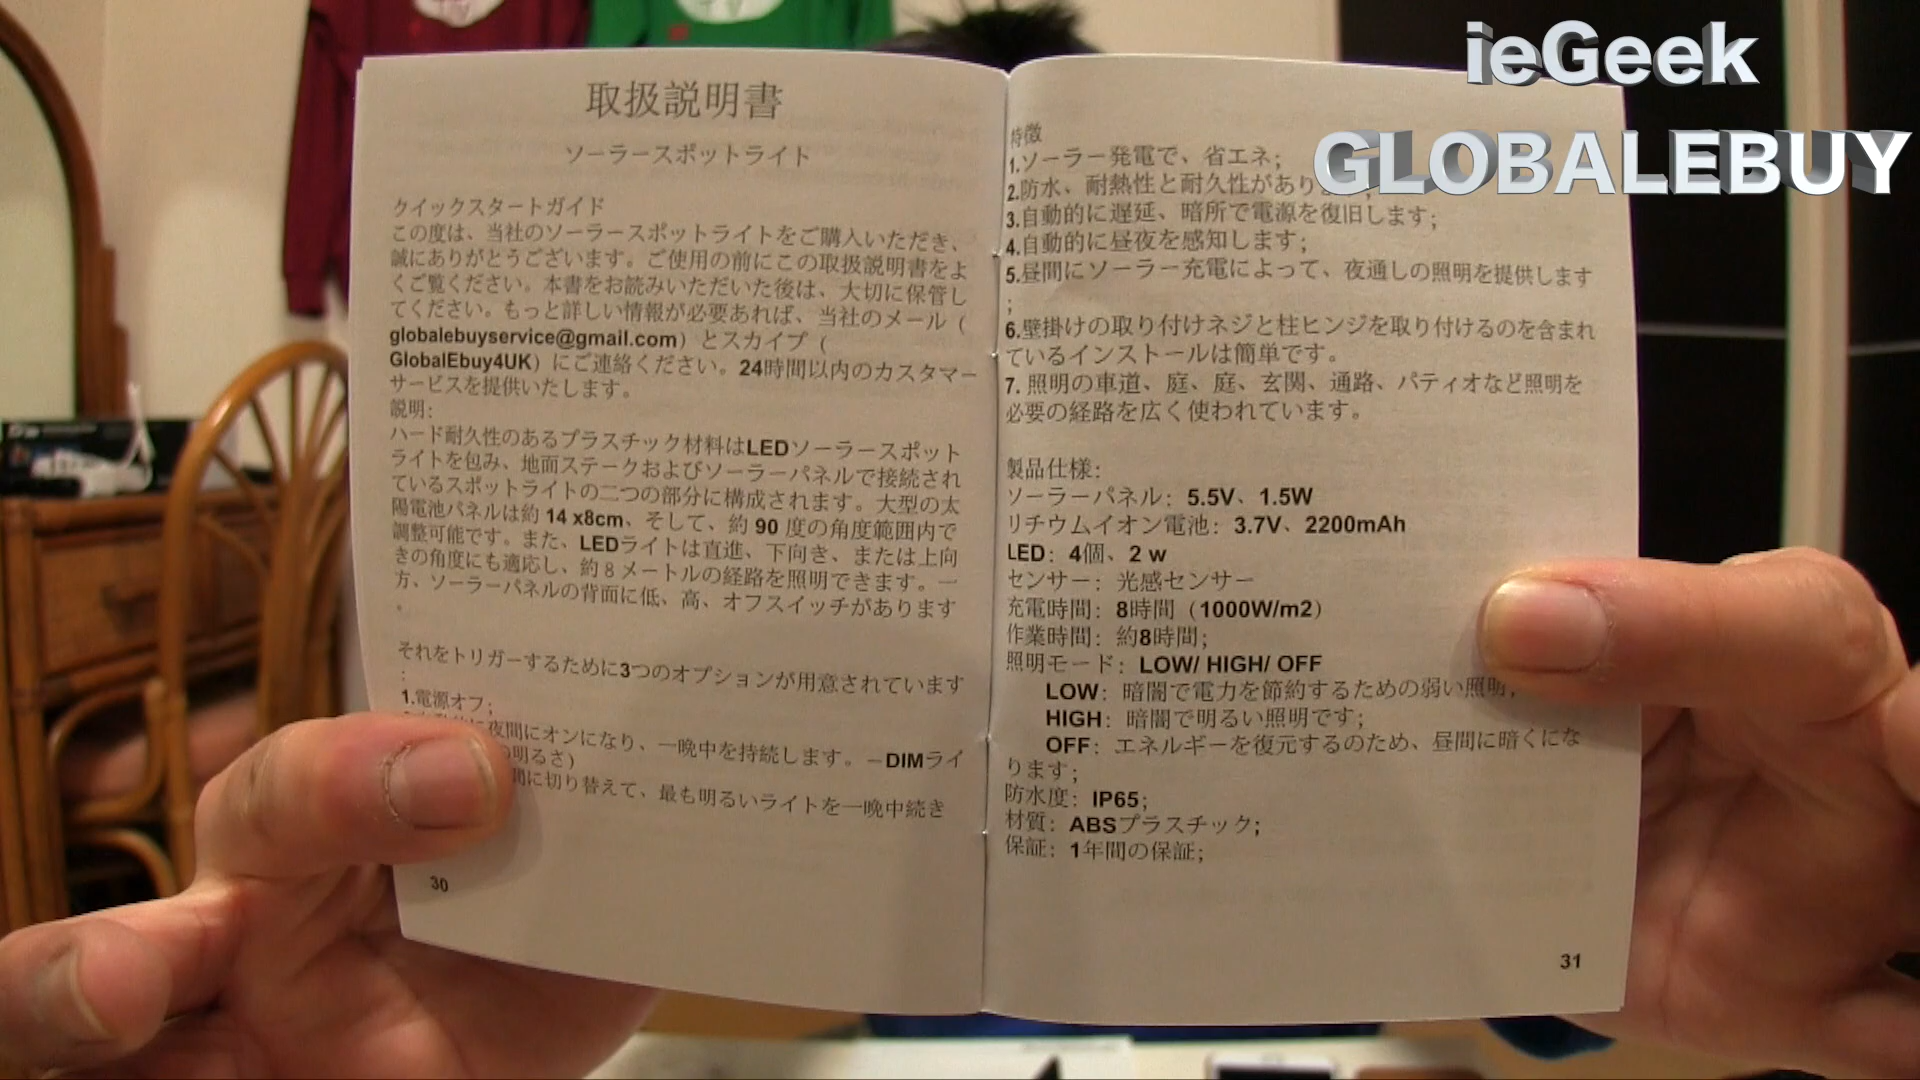 ieGeek
GLOBALEBUY
取扱説明書
ソーラースポットライト
クイックスタートガイド
この度は、当社のソーラースポットライトをご購入いただき、
誠にありがとうございます。ご使用の前にこの取扱説明書をよ
くご覧ください。本書をお読みいただいた後は、大切に保管し
てください。もっと詳しい情報が必要あれば、当社のメール（
globalebuyservice@gmail.com）とスカイプ（
GlobalEbuy4UK）にご連絡ください。24時間以内のカスタマー
サービスを提供いたします。
説明:
ハード耐久性のあるプラスチック材料はLEDソーラースポット
ライトを包み、地面ステークおよびソーラーパネルで接続され
ているスポットライトの二つの部分に構成されます。大型の太
陽電池パネルは約 14 x8cm、そして、約 90 度の角度範囲内で
調整可能です。また、LEDライトは直進、下向き、または上向
きの角度にも適応し、約８メートルの経路を照明できます。一
方、ソーラーパネルの背面に低、高、オフスイッチがあります
。
それをトリガーするために3つのオプションが用意されています
:
1.電源オフ;
夜間にオンになり、一晩中を持続します。－DIMライ
明るさ）
間に切り替えて、最も明るいライトを一晩中続き
30
特徴
1.ソーラー発電で、省エネ;
2.防水、耐熱性と耐久性があり
3.自動的に遅延、暗所で電源を復旧します;
4.自動的に昼夜を感知します;
5.昼間にソーラー充電によって、夜通しの照明を提供します
;
6.壁掛けの取り付けネジと柱ヒンジを取り付けるのを含まれ
ているインストールは簡単です。
7. 照明の車道、庭、庭、玄関、通路、パティオなど照明を
必要の経路を広く使われています。
製品仕様:
ソーラーパネル: 5.5V、1.5W
リチウムイオン電池: 3.7V、2200mAh
LED: 4個、2 w
センサー: 光感センサー
充電時間: 8時間（1000W/m2）
作業時間: 約8時間;
照明モード: LOW/ HIGH/ OFF
LOW: 暗闇で電力を節約するための弱い照明;
HIGH: 暗闇で明るい照明です;
OFF: エネルギーを復元するのため、昼間に暗くにな
ります;
防水度: IP65;
材質: ABSプラスチック;
保証: 1年間の保証;
31